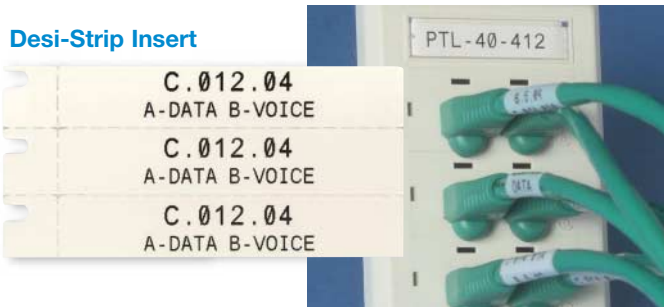 Desi-Strip Insert
C.012.04
A-DATA B-VOICE
C.012.04
A-DATA B-VOICE
C.012.04
A-DATA B-VOICE
PTL-40-412
DATA